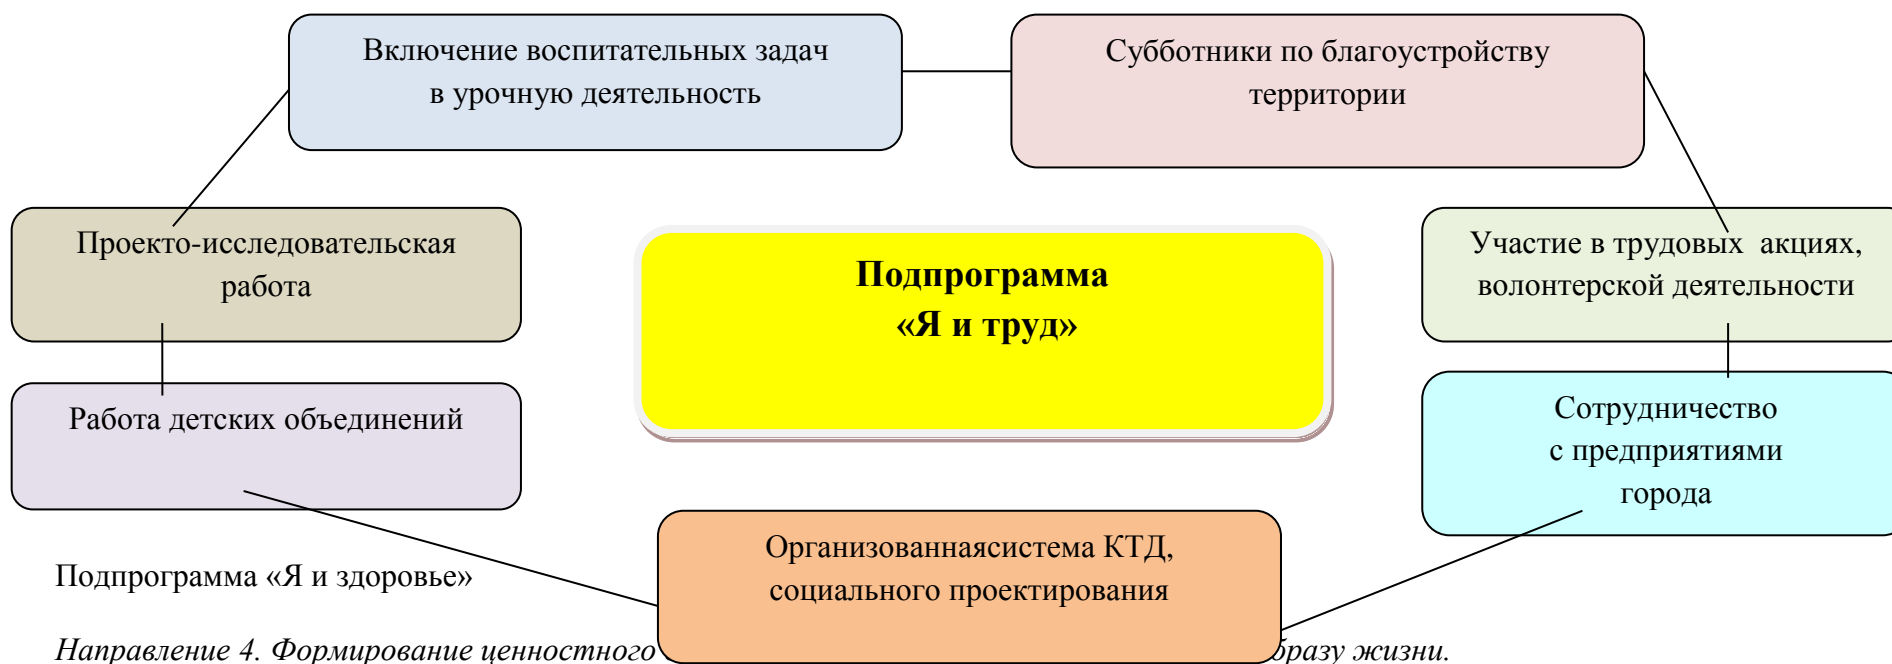 Включение воспитательных задач
в урочную деятельность
Субботники по благоустройству
территории
Проекто-исследовательская
работа
Подпрограмма
«Я и труд»
Участие в трудовых  акциях,
волонтерской деятельности
Работа детских объединений
Сотрудничество
с предприятиями
города
Организованнаясистема КТД,
социального проектирования
Подпрограмма «Я и здоровье»
Направление 4. Формирование ценностного
жизни.